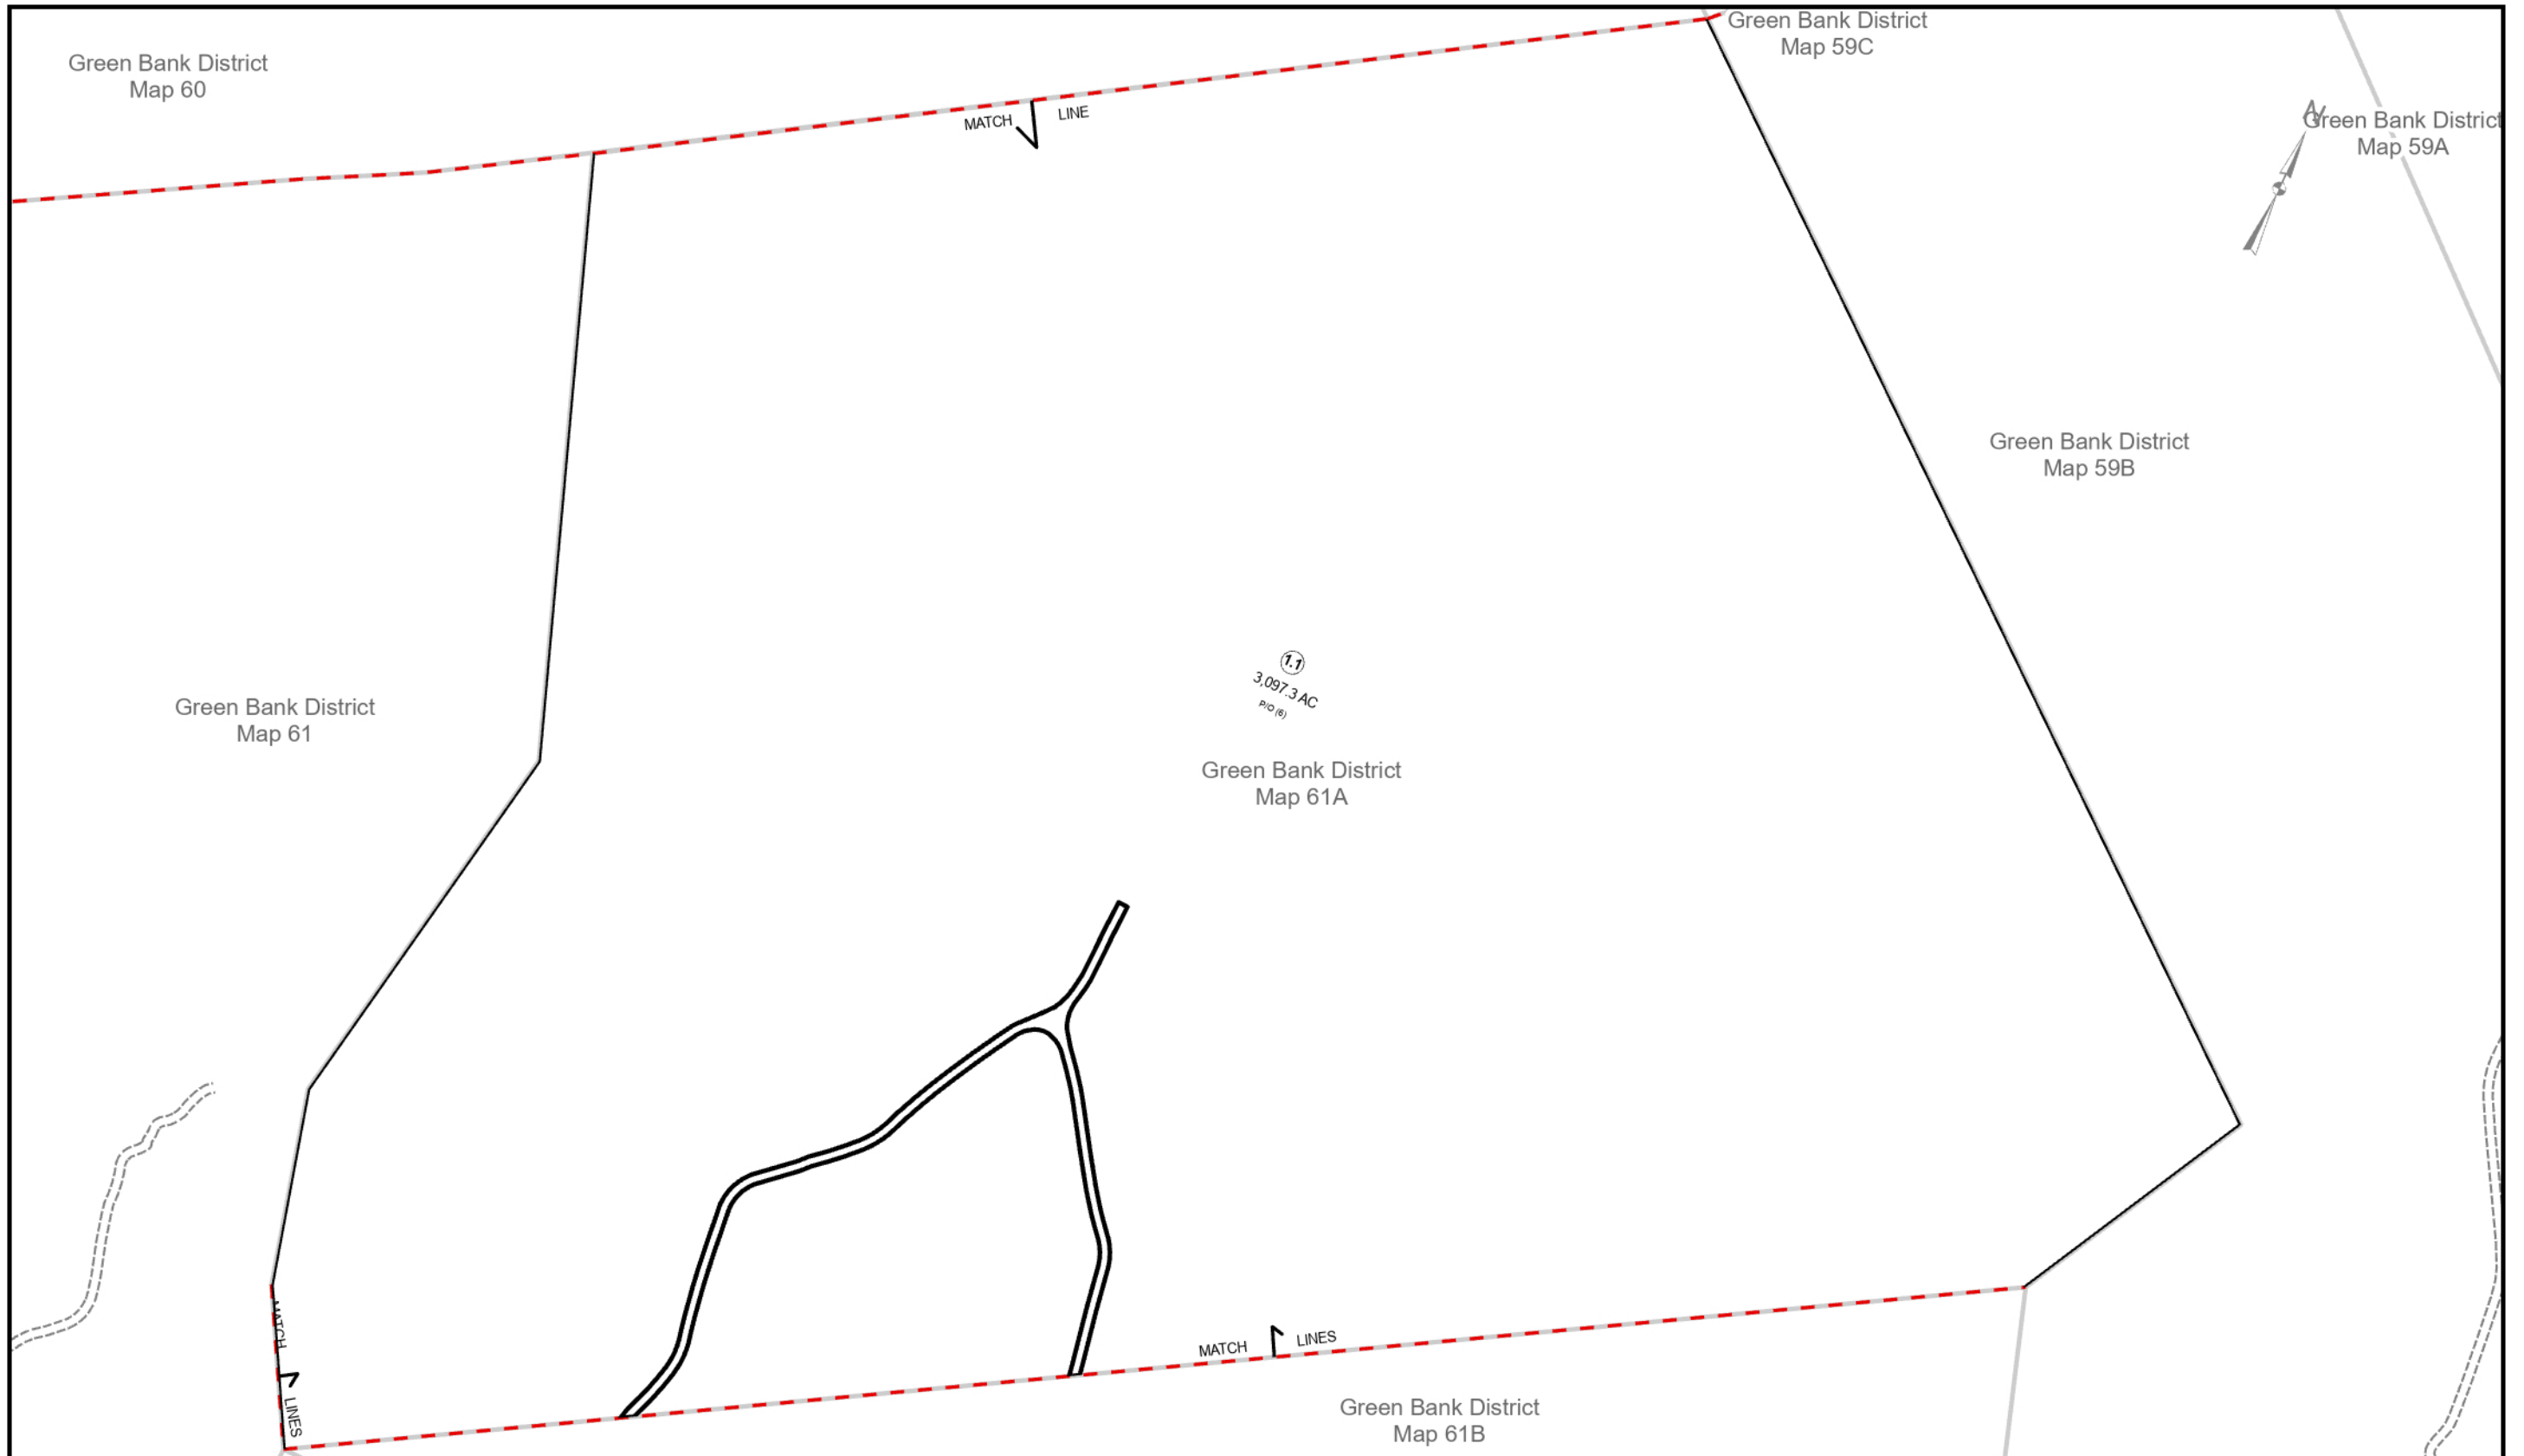 Green Bank District
Map 59C
Green Bank District
Map 60
MATCH
LINE
Green Bank District
Map 59A
Green Bank District
Map 59B
1.1
3,097.3 AC
P/O (6)
Green Bank District
Map 61
Green Bank District
Map 61A
MATCH
LINES
MATCH
LINES
Green Bank District
Map 61B